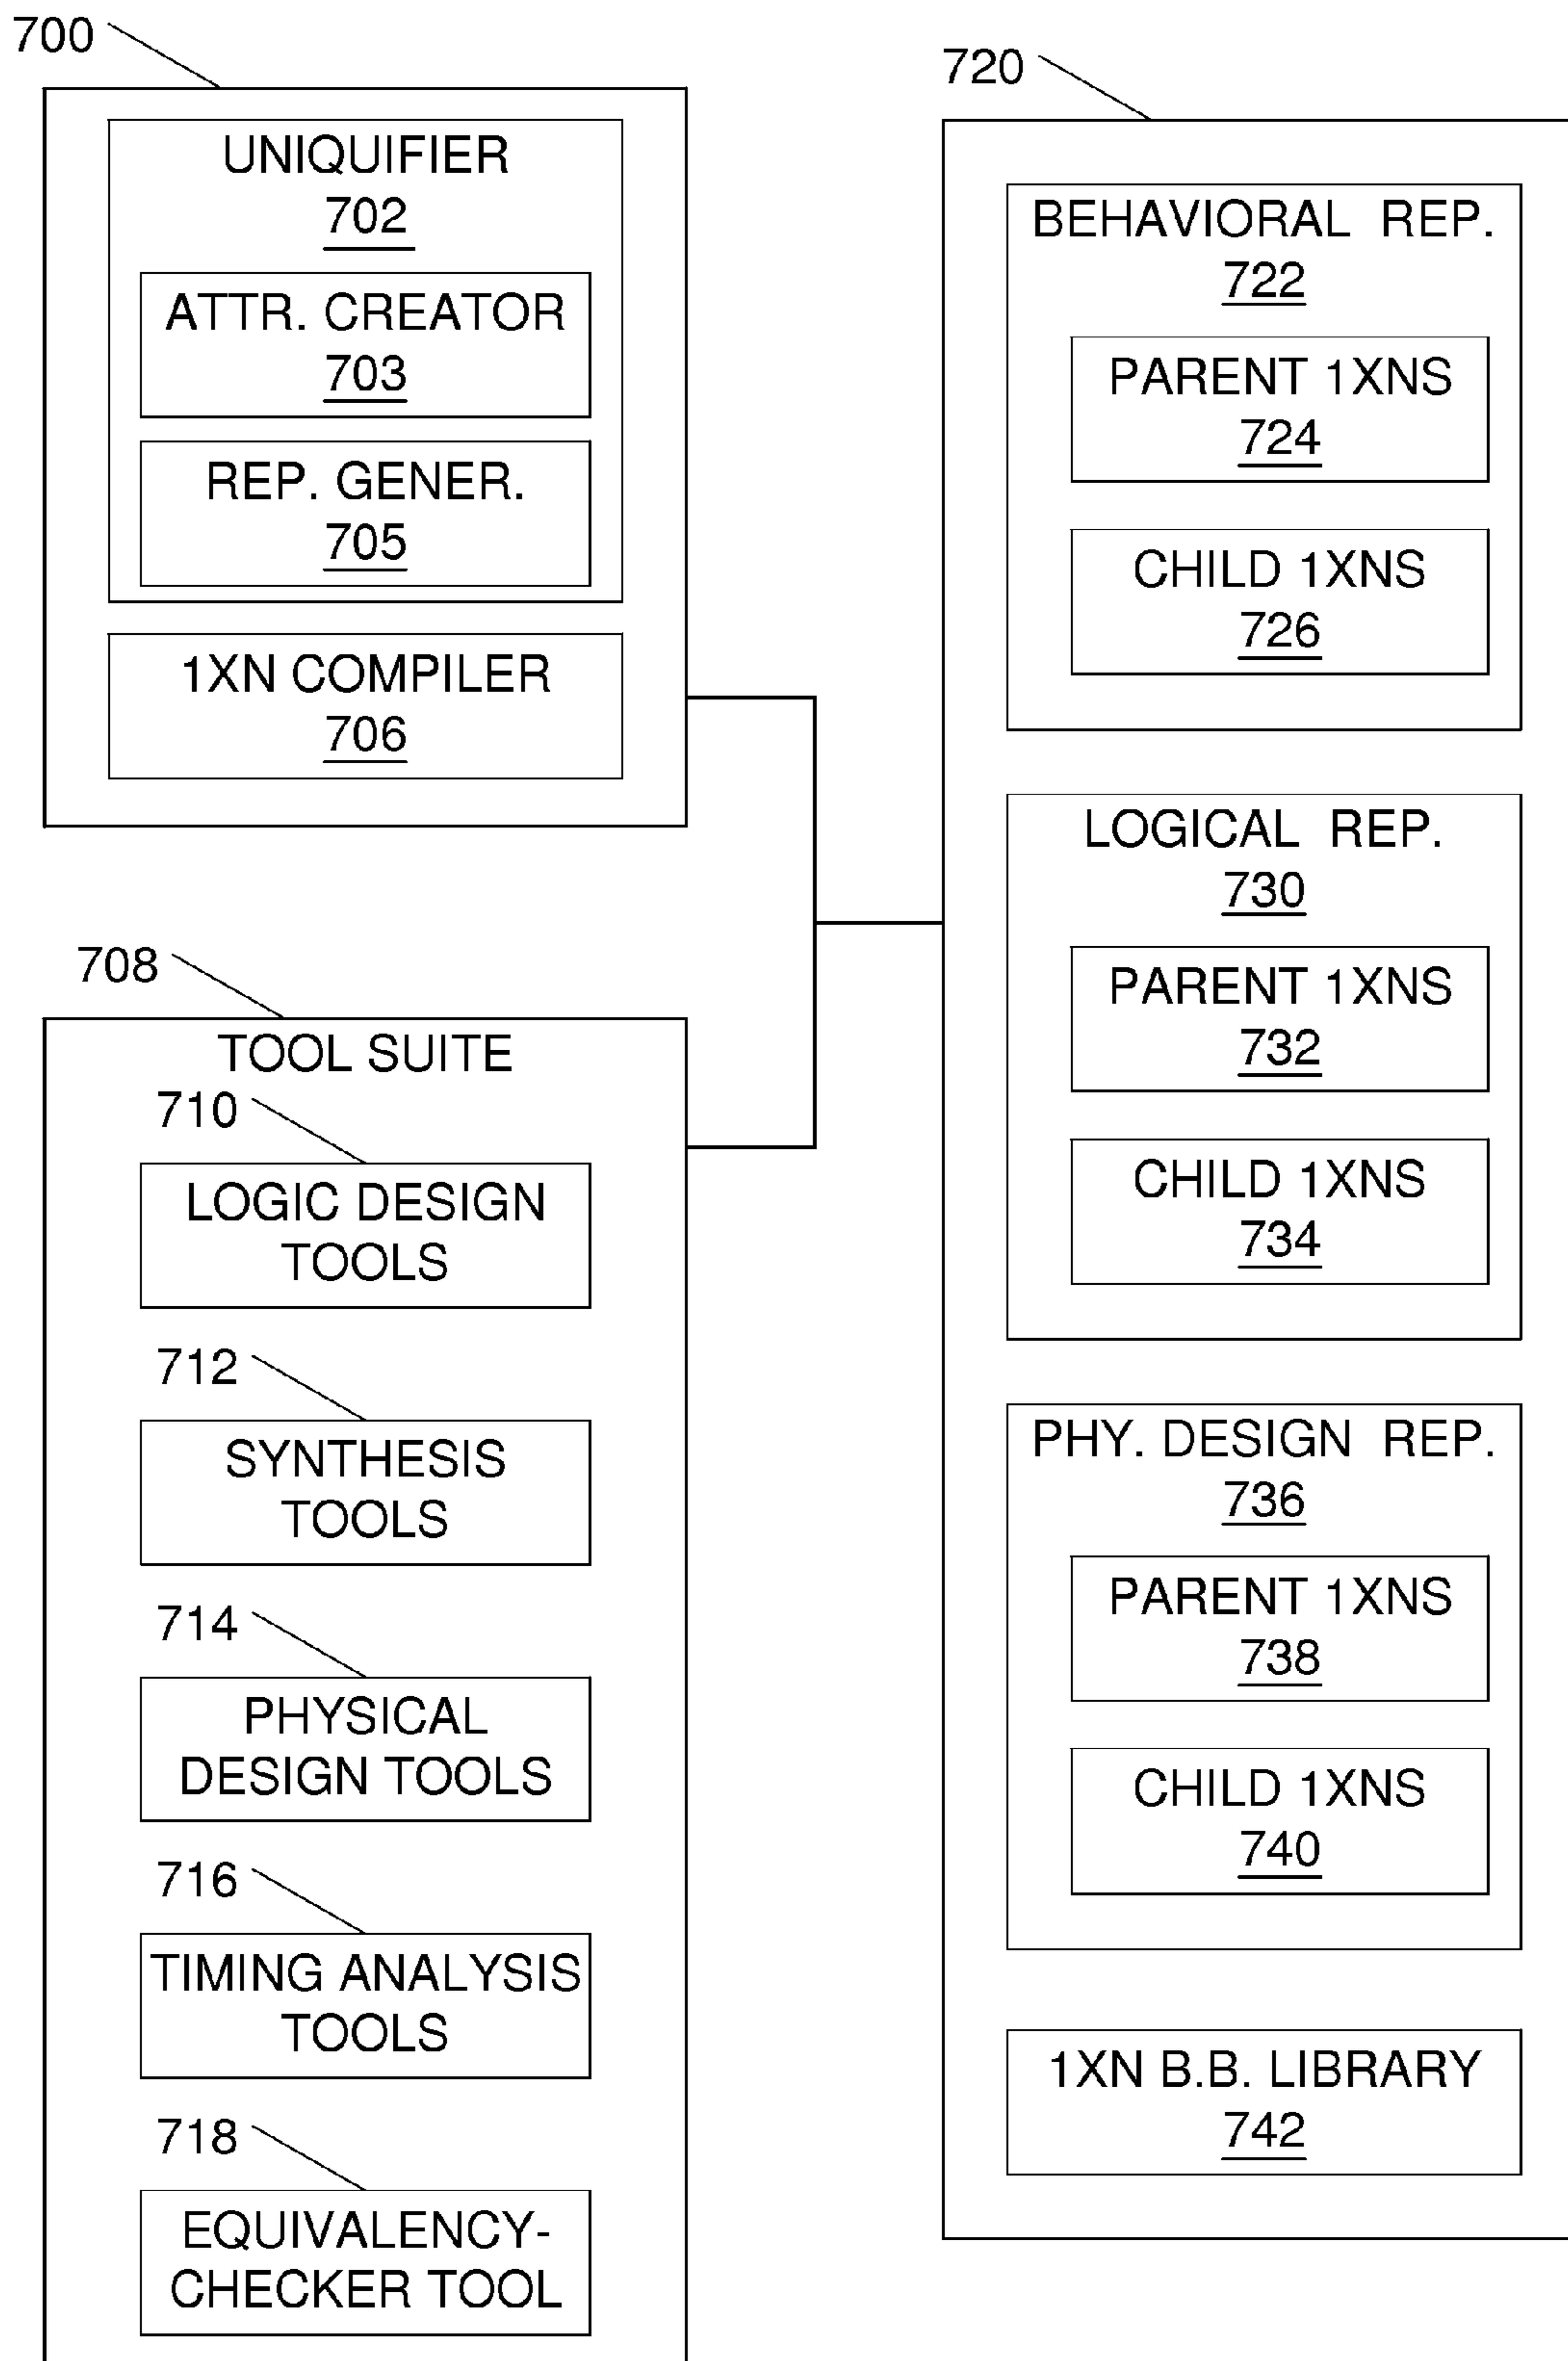 700
UNIQUIFIER
702
ATTR. CREATOR
703
REP. GENER.
705
1XN COMPILER
706
708
TOOL SUITE
710
LOGIC DESIGN
TOOLS
712
SYNTHESIS
TOOLS
714
PHYSICAL
DESIGN TOOLS
716
TIMING ANALYSIS
TOOLS
718
EQUIVALENCY-
CHECKER TOOL
720
BEHAVIORAL REP.
722
PARENT 1XNS
724
CHILD 1XNS
726
LOGICAL REP.
730
PARENT 1XNS
732
CHILD 1XNS
734
PHY. DESIGN REP.
736
PARENT 1XNS
738
CHILD 1XNS
740
1XN B.B. LIBRARY
742